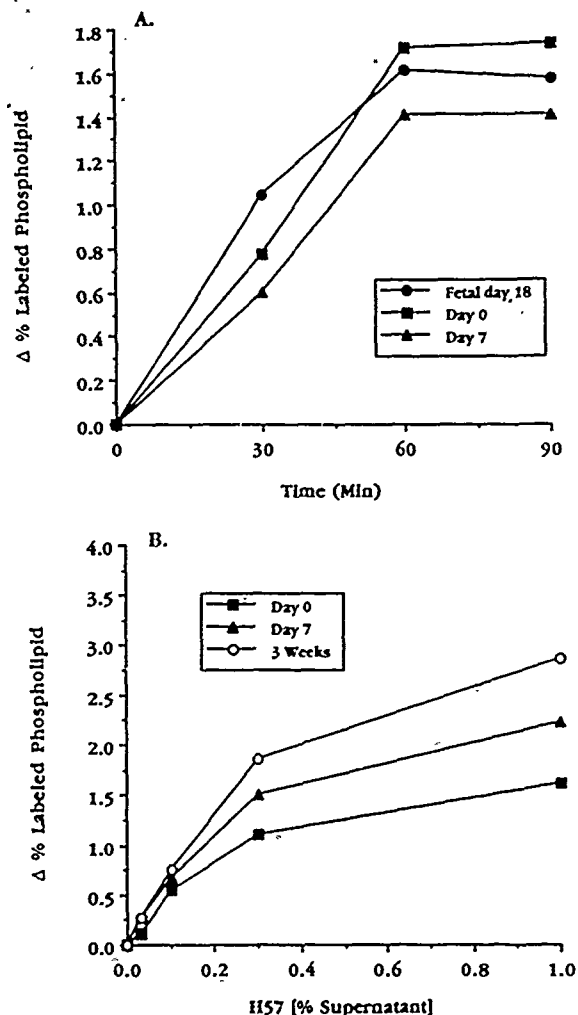 A.
1.8
1.6
1.4
1.2
1.0
0.8
0.6
0.4
0.2
0.0
Δ % Labeled Phospholipid
Fetal day 18
Day 0
Day 7
0 30 60 90
Time (Min)
B.
4.0
3.5
3.0
2.5
2.0
1.5
1.0
0.5
0.0
Δ % Labeled Phospholipid
Day 0
Day 7
3 Weeks
0.0 0.2 0.4 0.6 0.8 1.0
H57 [% Supernatant]